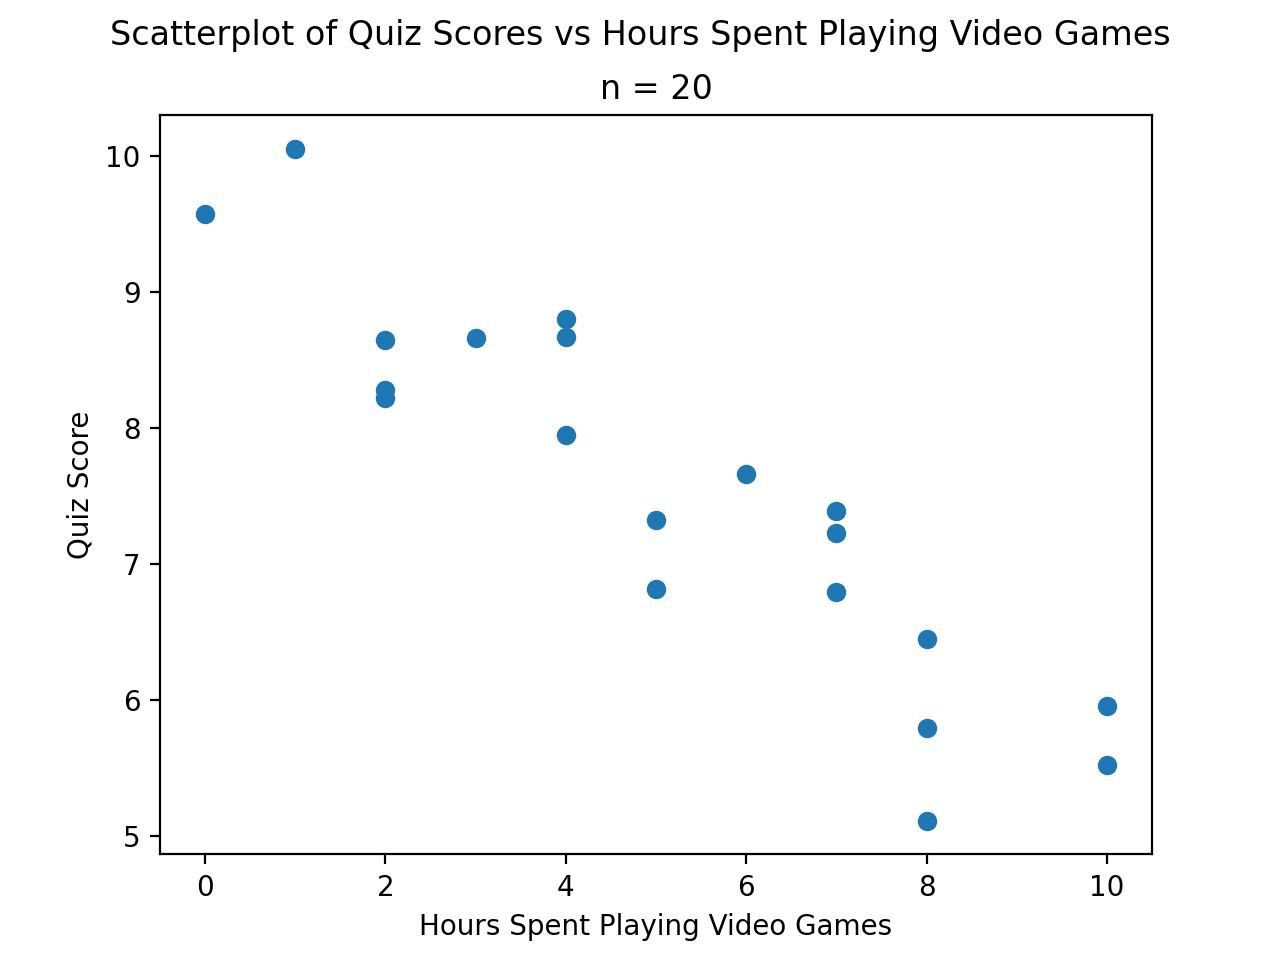 Scatterplot of Quiz Scores vs Hours Spent Playing Video Games
n = 20
10
9
8
7
6
5
Quiz Score
0 2 4 6 8 10
Hours Spent Playing Video Games